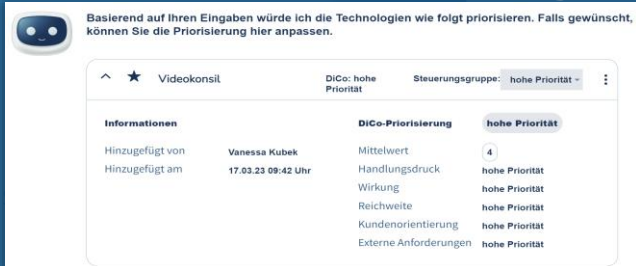 Basierend auf Ihren Eingaben würde ich die Technologien wie folgt priorisieren. Falls gewünscht,
können Sie die Priorisierung hier anpassen.
Videokonsil DiCo: hohe Priorität Steuerungsgruppe: hohe Priorität
Informationen DiCo-Priorisierung hohe Priorität
Hinzugefügt von Vanessa Kubek Mittelwert 4
Hinzugefügt am 17.03.23 09:42 Uhr Handlungsdruck hohe Priorität
Wirkung hohe Priorität
Reichweite hohe Priorität
Kundenorientierung hohe Priorität
Externe Anforderungen hohe Priorität